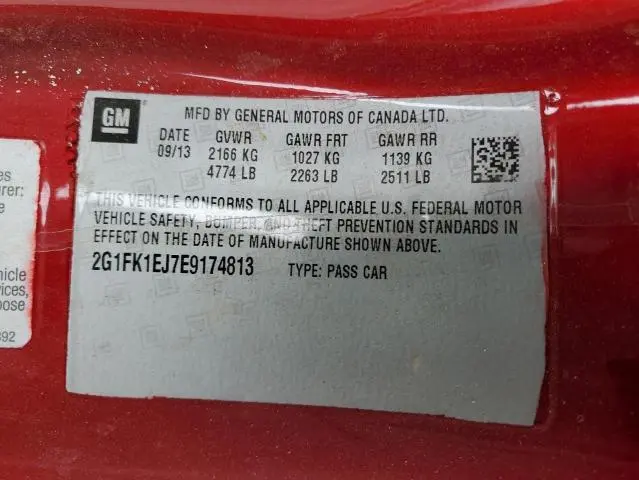 GM
MFD BY GENERAL MOTORS OF CANADA LTD.
DATE GVWR GAWR FRT GAWR RR
09/13 2166 KG 1027 KG 1139 KG
4774 LB 2263 LB 2511 LB
THIS VEHICLE CONFORMS TO ALL APPLICABLE U.S. FEDERAL MOTOR
VEHICLE SAFETY, BUMPER, AND THEFT PREVENTION STANDARDS IN
EFFECT ON THE DATE OF MANUFACTURE SHOWN ABOVE.
2G1FK1EJ7E9174813 TYPE: PASS CAR